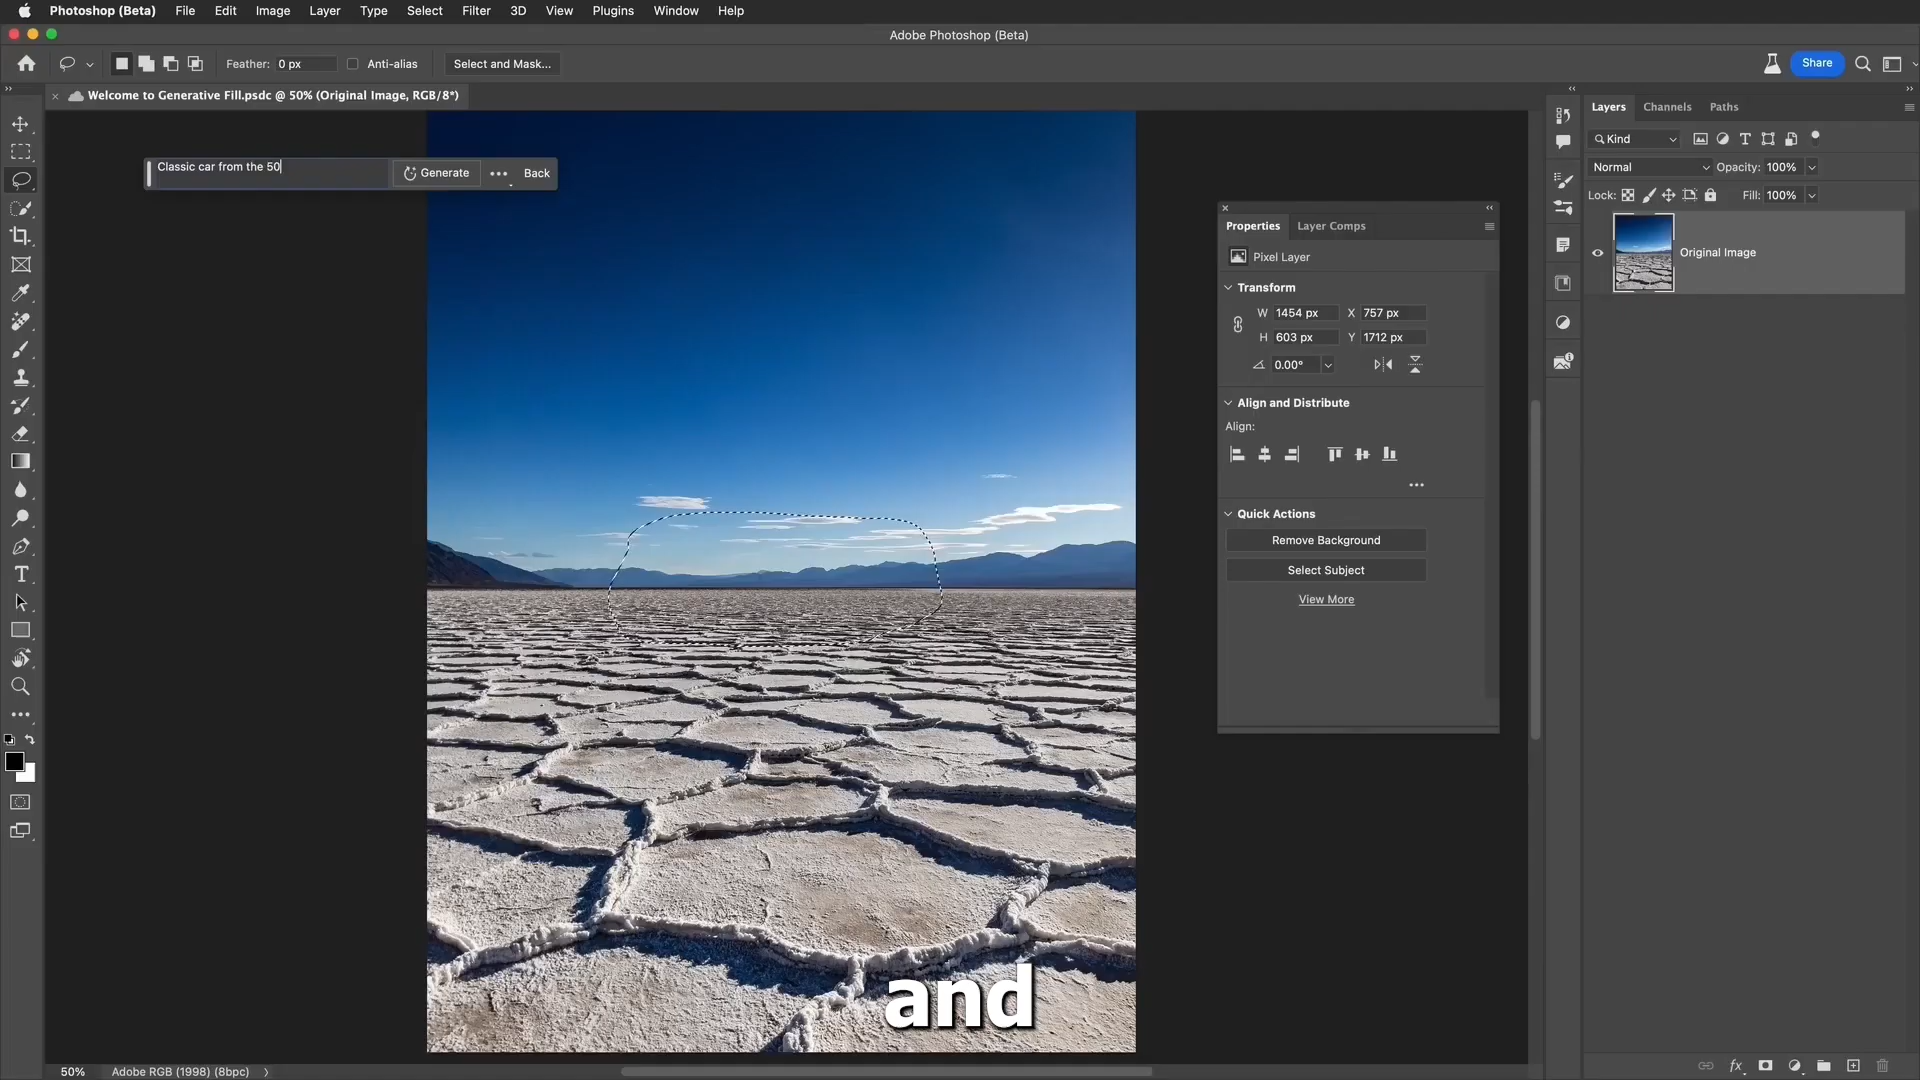 Photoshop (Beta) File Edit Image Layer Type Select Filter 3D View Plugins Window Help
Adobe Photoshop (Beta)
Feather: 0 px Anti-alias Select and Mask... Share
Welcome to Generative Fill.psdc @ 50% (Original Image, RGB/8*)
Layers Channels Paths
Kind
Normal Opacity: 100%
Lock: Fill: 100%
Original Image
Classic car from the 50
Generate
Back
Properties Layer Comps
Pixel Layer
Transform
W 1454 px X 757 px
H 603 px Y 1712 px
0.00°
Align and Distribute
Align:
Quick Actions
Remove Background
Select Subject
View More
and
50% Adobe RGB (1998) (8bpc)
fx